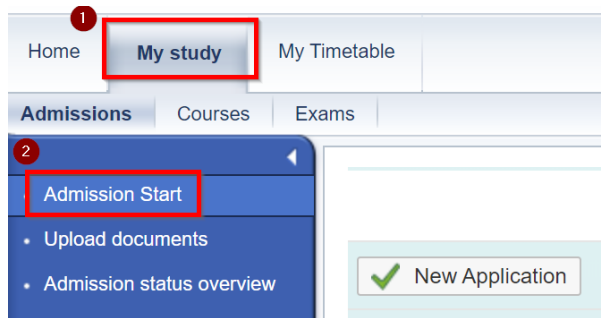 1
Home My study My Timetable
Admissions Courses Exams
2
Admission Start
Upload documents
Admission status overview
New Application